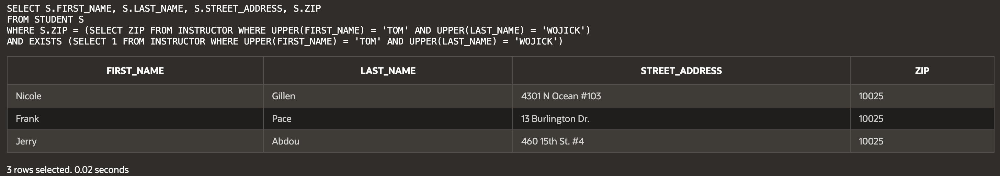 SELECT S.FIRST_NAME, S.LAST_NAME, S.STREET_ADDRESS, S.ZIP
FROM STUDENT S
WHERE S.ZIP = (SELECT ZIP FROM INSTRUCTOR WHERE UPPER(FIRST_NAME) = 'TOM' AND UPPER(LAST_NAME) = 'WOJICK')
AND EXISTS (SELECT 1 FROM INSTRUCTOR WHERE UPPER(FIRST_NAME) = 'TOM' AND UPPER(LAST_NAME) = 'WOJICK')
FIRST_NAME LAST_NAME STREET_ADDRESS ZIP
Nicole Gillen 4301 N Ocean #103 10025
Frank Pace 13 Burlington Dr. 10025
Jerry Abdou 460 15th St. #4 10025
3 rows selected. 0.02 seconds